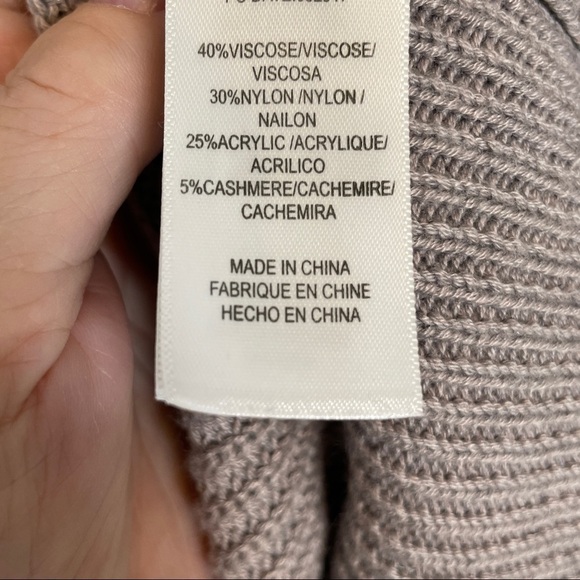 40%VISCOSE/VISCOSE/
VISCOSA
30%NYLON /NYLON /
NAILON
25%ACRYLIC /ACRYLIQUE/
ACRILICO
5%CASHMERE/CACHEMIRE/
CACHEMIRA
MADE IN CHINA
FABRIQUE EN CHINE
HECHO EN CHINA